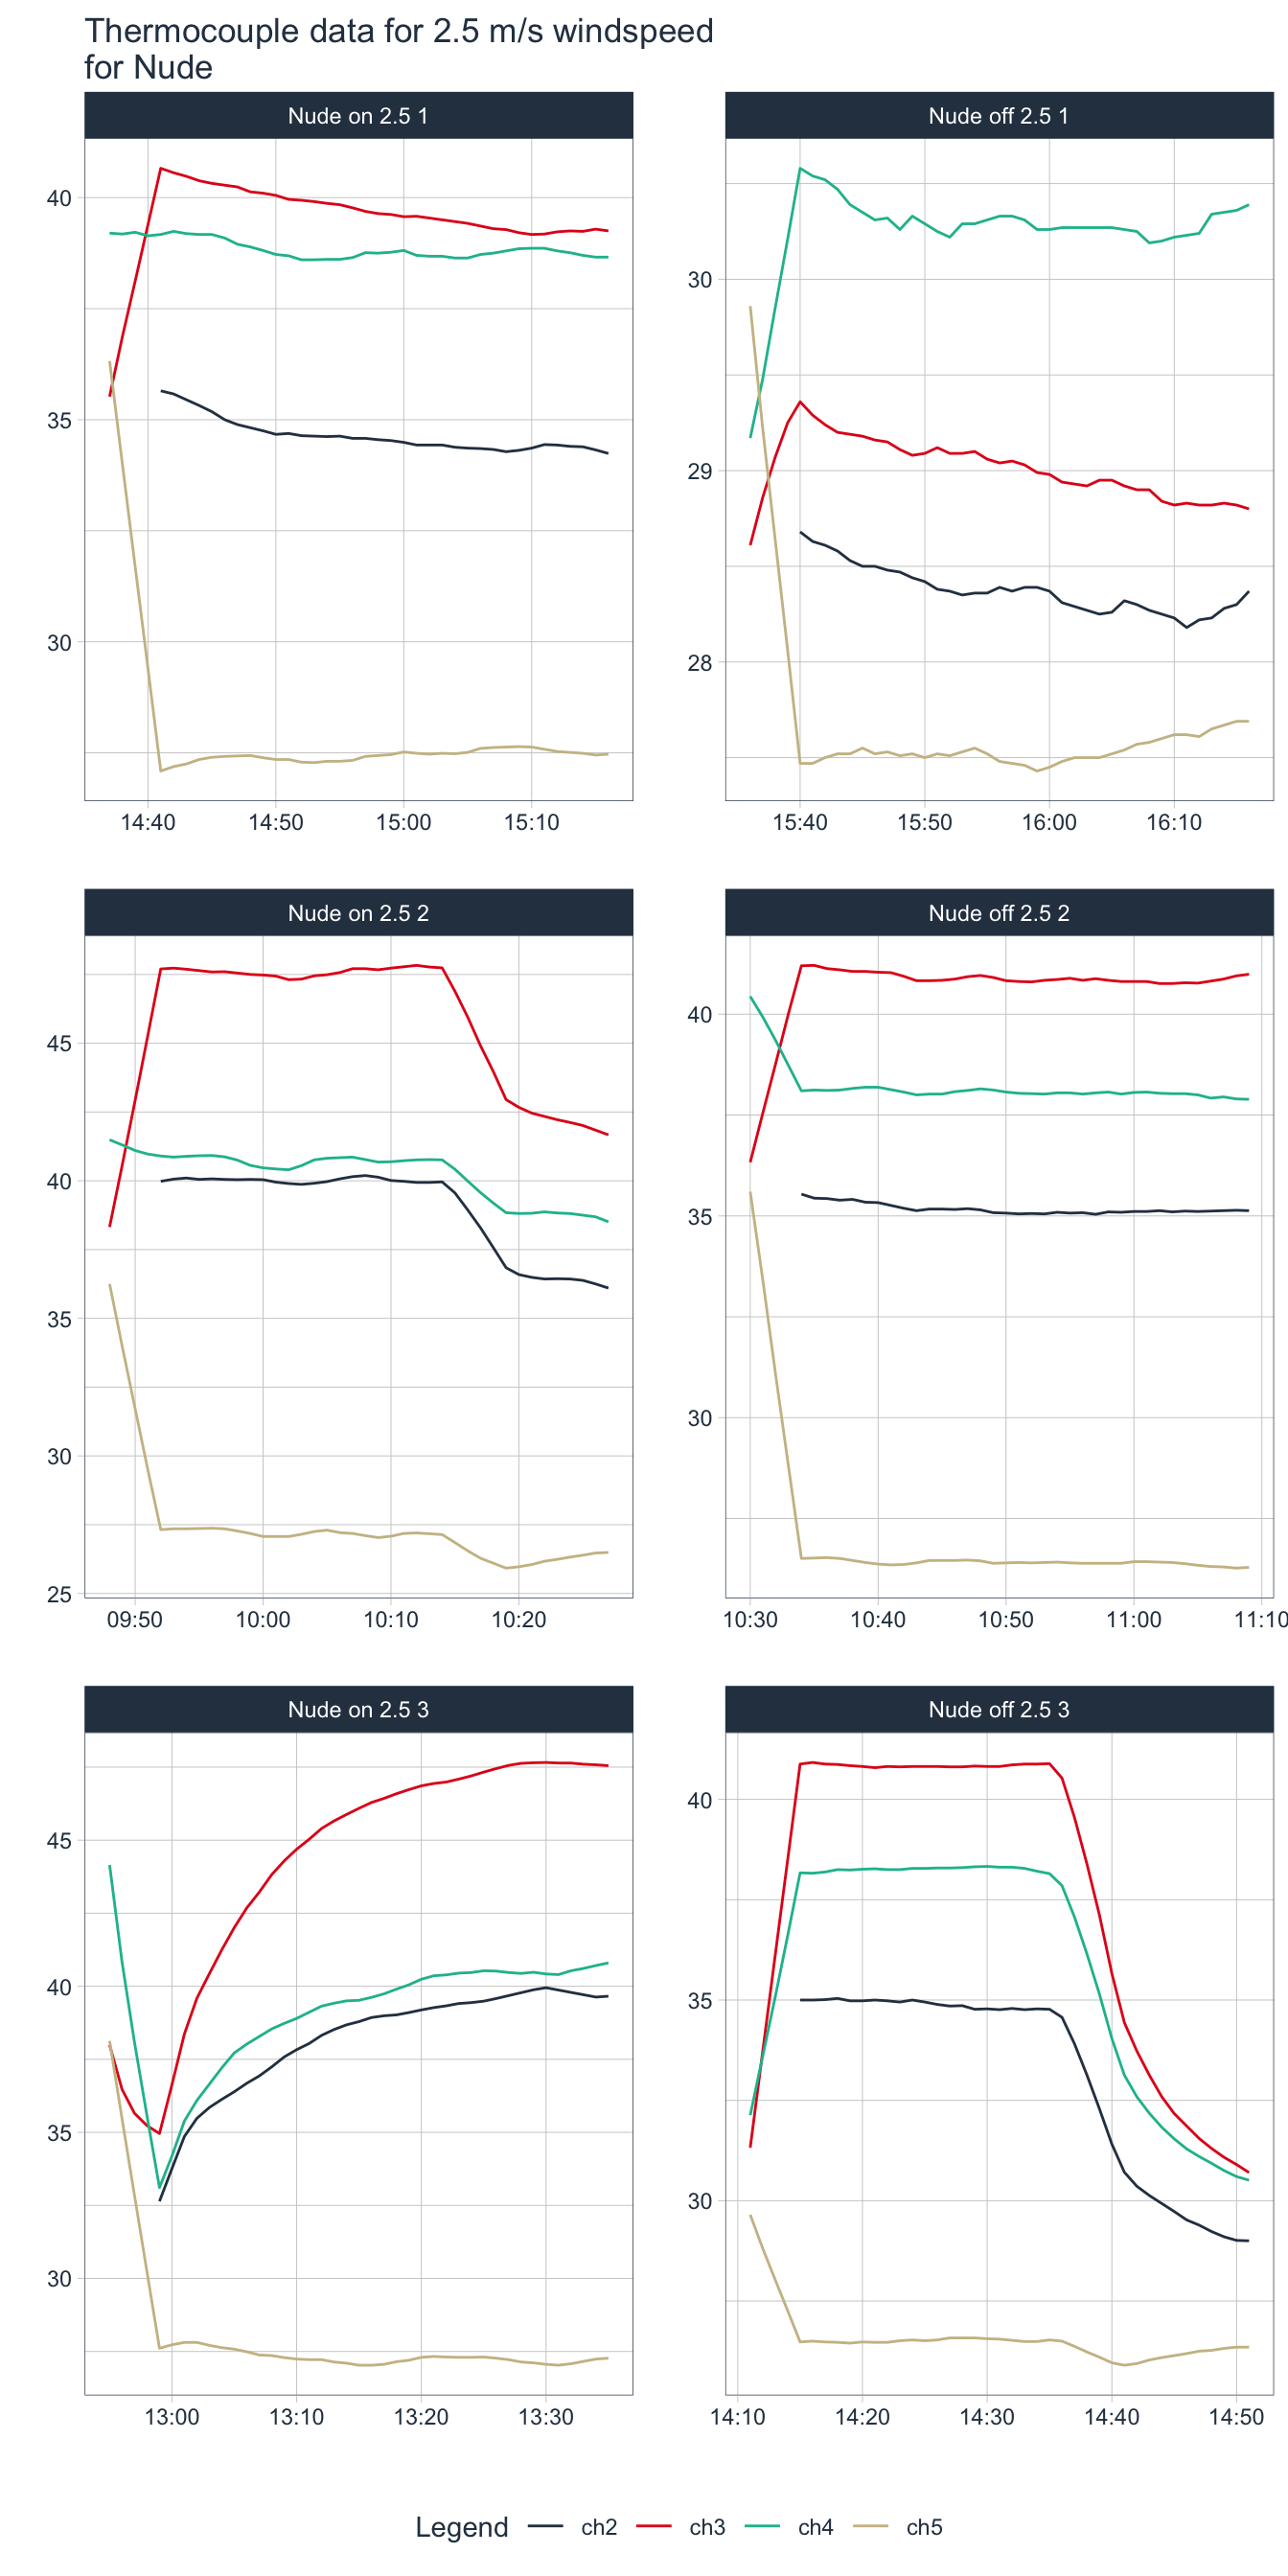 Thermocouple data for 2.5 m/s windspeed
for Nude
Nude on 2.5 1
Nude off 2.5 1
40
35
30
30
29
28
14:40 14:50 15:00 15:10
15:40 15:50 16:00 16:10
Nude on 2.5 2
Nude off 2.5 2
45
40
35
30
25
40
35
30
09:50 10:00 10:10 10:20
10:30 10:40 10:50 11:00 11:10
Nude on 2.5 3
Nude off 2.5 3
45
40
35
30
40
35
30
13:00 13:10 13:20 13:30
14:10 14:20 14:30 14:40 14:50
Legend ch2 ch3 ch4 ch5